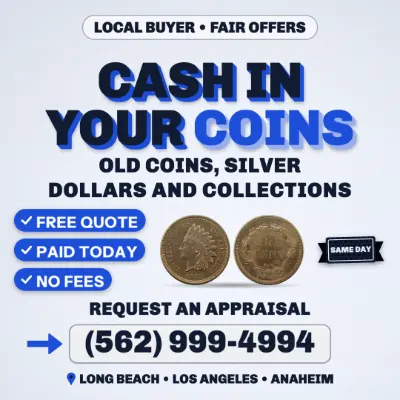 LOCAL BUYER • FAIR OFFERS
CASH IN
YOUR COINS
OLD COINS, SILVER
DOLLARS AND COLLECTIONS
FREE QUOTE
PAID TODAY
NO FEES
SAME DAY
REQUEST AN APPRAISAL
(562) 999-4994
LONG BEACH • LOS ANGELES • ANAHEIM